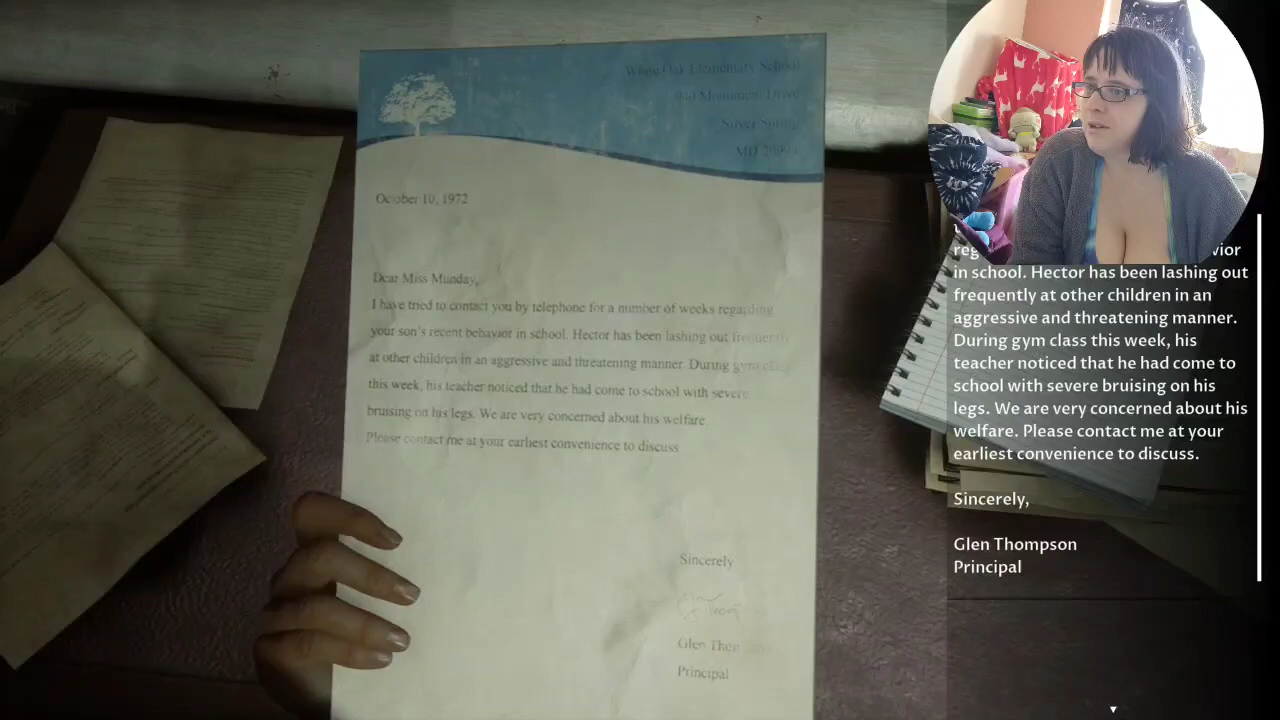 White Oak Elementary School
Monument Drive
Silver Spring
MD
October 10, 1972
Dear Miss Munday,
I have tried to contact you by telephone for a number of weeks regarding
your son's recent behavior in school. Hector has been lashing out frequently
at other children in an aggressive and threatening manner. During gym class
this week, his teacher noticed that he had come to school with severe
bruising on his legs. We are very concerned about his welfare.
Please contact me at your earliest convenience to discuss
Sincerely
Glen Thompson
Principal
in school. Hector has been lashing out
frequently at other children in an
aggressive and threatening manner.
During gym class this week, his
teacher noticed that he had come to
school with severe bruising on his
legs. We are very concerned about his
welfare. Please contact me at your
earliest convenience to discuss.
Sincerely,
Glen Thompson
Principal